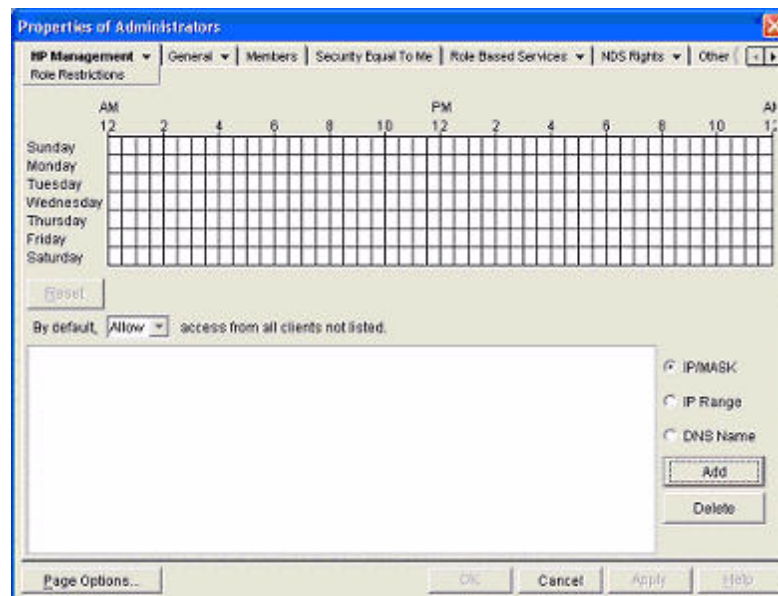 Properties of Administrators
HP Management General Members Security Equal To Me Role Based Services NDS Rights Other
Role Restrictions
AM PM AM
12 2 4 6 8 10 12 2 4 6 8 10 12
Sunday
Monday
Tuesday
Wednesday
Thursday
Friday
Saturday
Reset
By default, Allow access from all clients not listed.
IP/MASK
IP Range
DNS Name
Add
Delete
Page Options... OK Cancel Apply Help